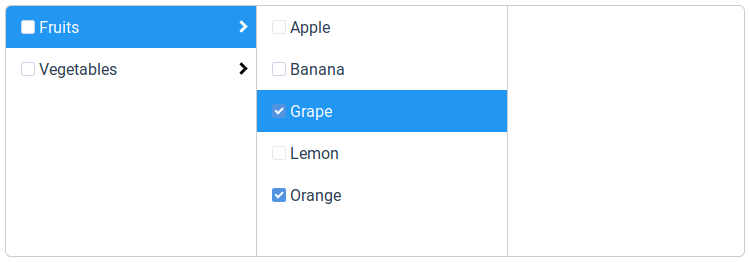 Fruits
Vegetables
Apple
Banana
Grape
Lemon
Orange